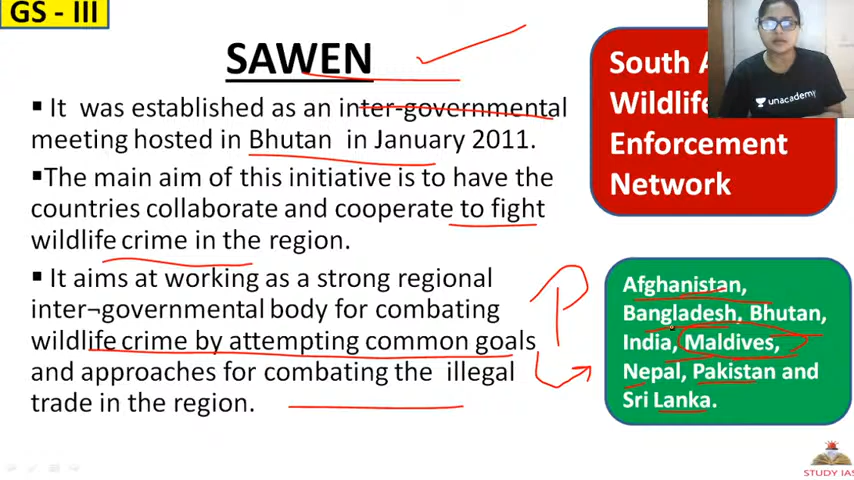 GS - III
SAWEN
▪ It was established as an inter-governmental
meeting hosted in Bhutan in January 2011.
▪The main aim of this initiative is to have the
countries collaborate and cooperate to fight
wildlife crime in the region.
▪ It aims at working as a strong regional
inter¬governmental body for combating
wildlife crime by attempting common goals
and approaches for combating the illegal
trade in the region.
South A
Wildlife
Enforcement
Network
unacademy
P
Afghanistan,
Bangladesh. Bhutan,
India, Maldives,
Nepal, Pakistan and
Sri Lanka.
STUDY IAS